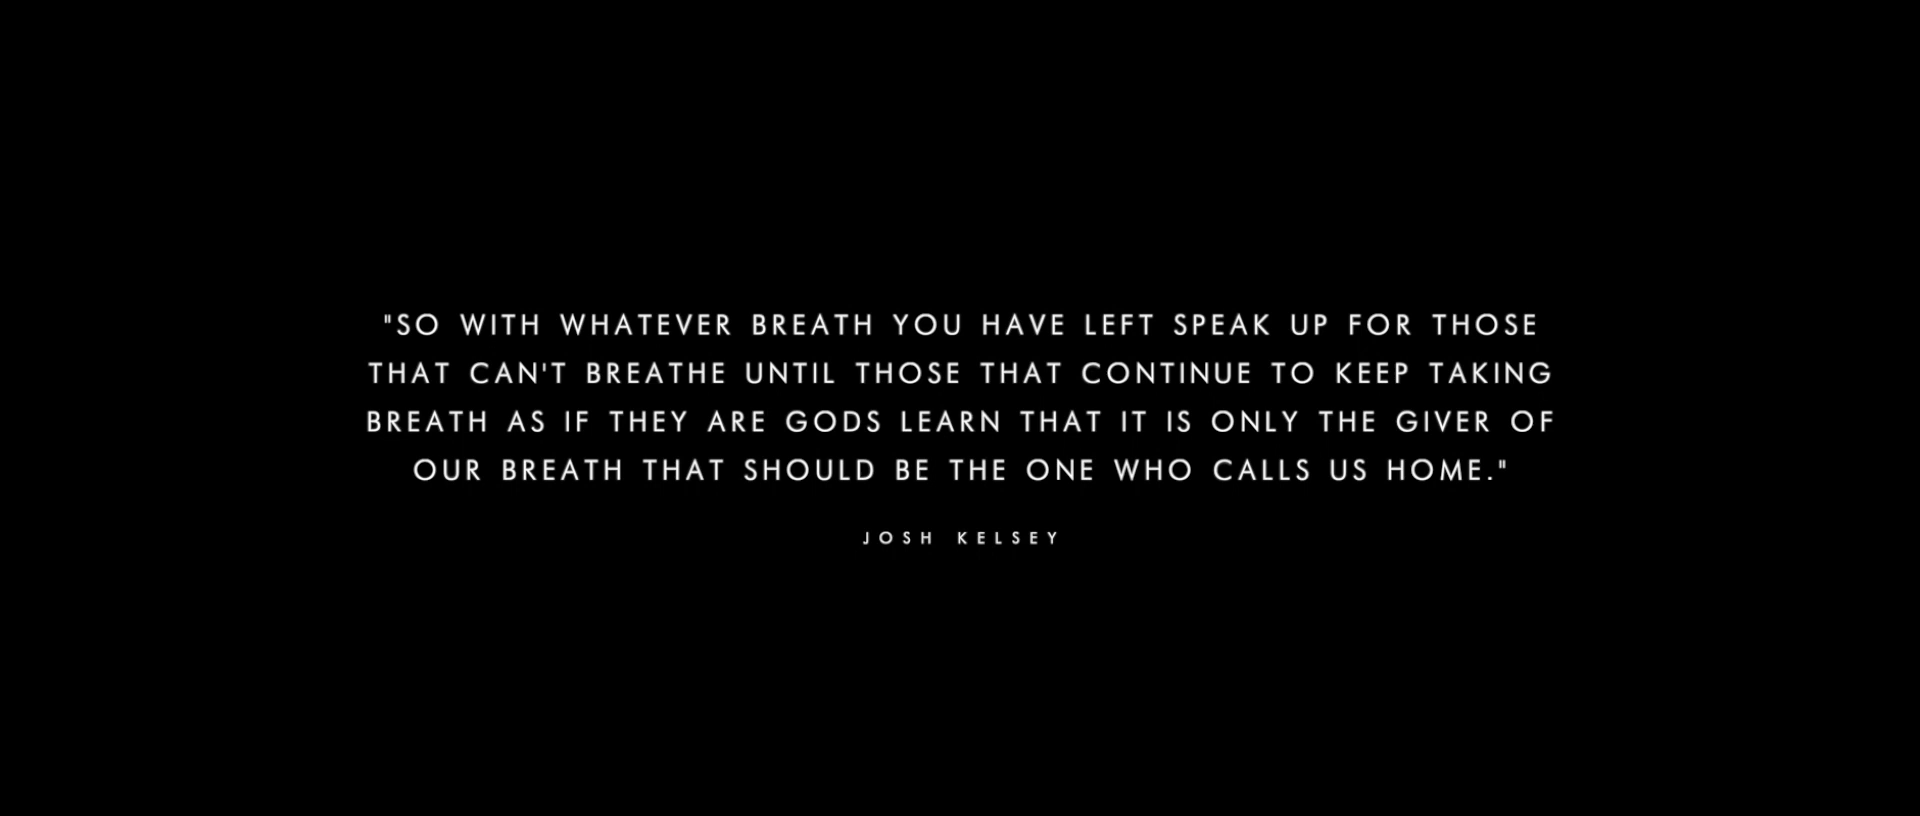 "SO WITH WHATEVER BREATH YOU HAVE LEFT SPEAK UP FOR THOSE
THAT CAN'T BREATHE UNTIL THOSE THAT CONTINUE TO KEEP TAKING
BREATH AS IF THEY ARE GODS LEARN THAT IT IS ONLY THE GIVER OF
OUR BREATH THAT SHOULD BE THE ONE WHO CALLS US HOME."
JOSH KELSEY